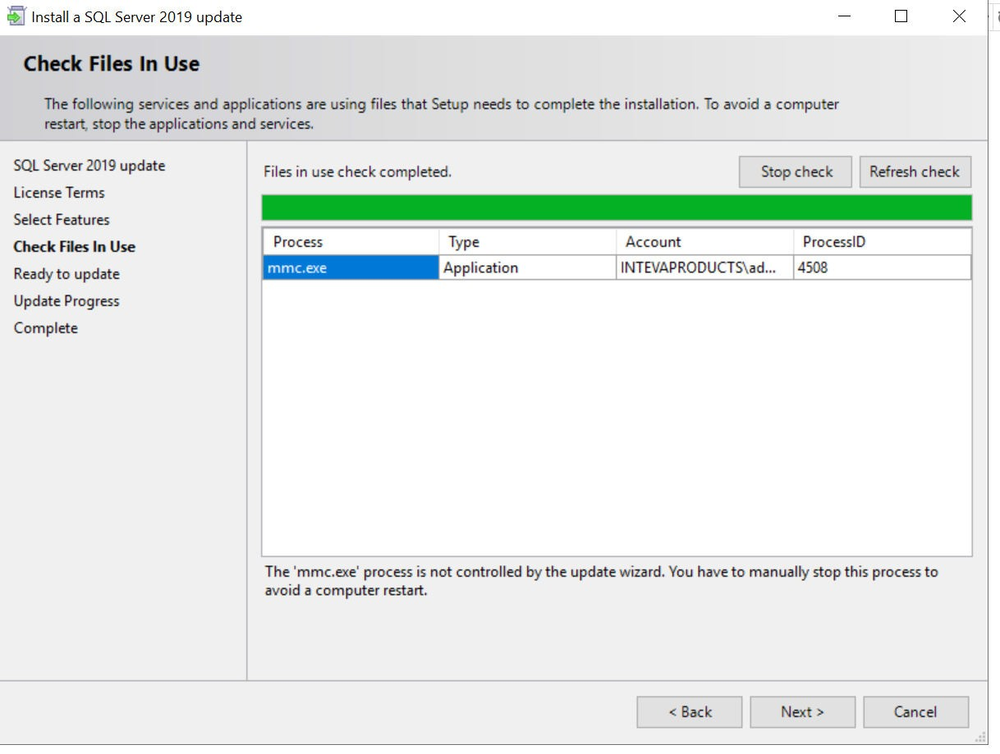 Install a SQL Server 2019 update
Check Files In Use
The following services and applications are using files that Setup needs to complete the installation. To avoid a computer
restart, stop the applications and services.
SQL Server 2019 update
License Terms
Select Features
Check Files In Use
Ready to update
Update Progress
Complete
Files in use check completed.
Stop check
Refresh check
Process Type Account ProcessID
mmc.exe Application INTEVAPRODUCTS\ad... 4508
The 'mmc.exe' process is not controlled by the update wizard. You have to manually stop this process to
avoid a computer restart.
< Back
Next >
Cancel